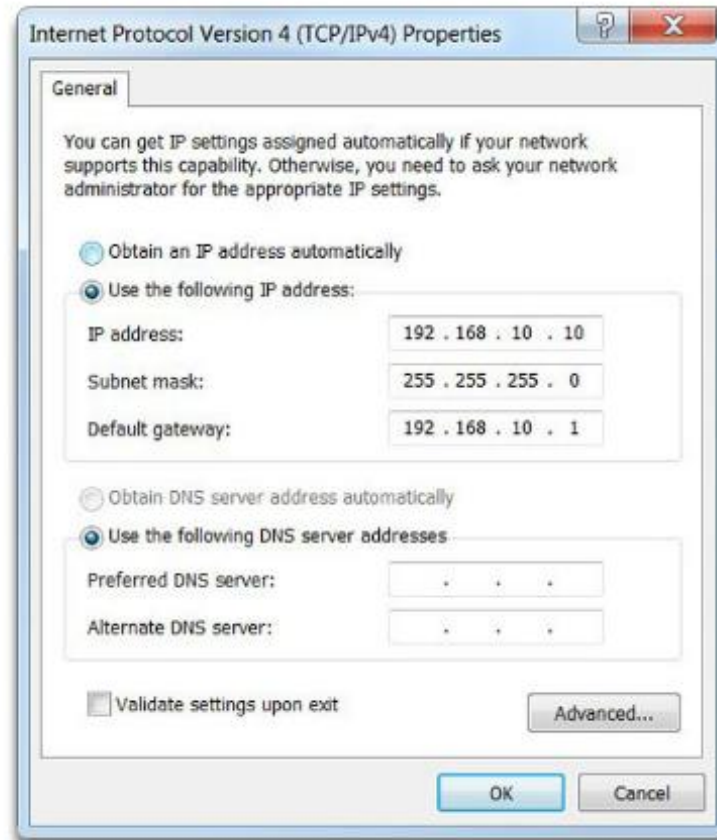 Internet Protocol Version 4 (TCP/IPv4) Properties
General
You can get IP settings assigned automatically if your network
supports this capability. Otherwise, you need to ask your network
administrator for the appropriate IP settings.
Obtain an IP address automatically
Use the following IP address:
IP address: 192 . 168 . 10 . 10
Subnet mask: 255 . 255 . 255 . 0
Default gateway: 192 . 168 . 10 . 1
Obtain DNS server address automatically
Use the following DNS server addresses
Preferred DNS server: . . .
Alternate DNS server: . . .
Validate settings upon exit
Advanced...
OK Cancel